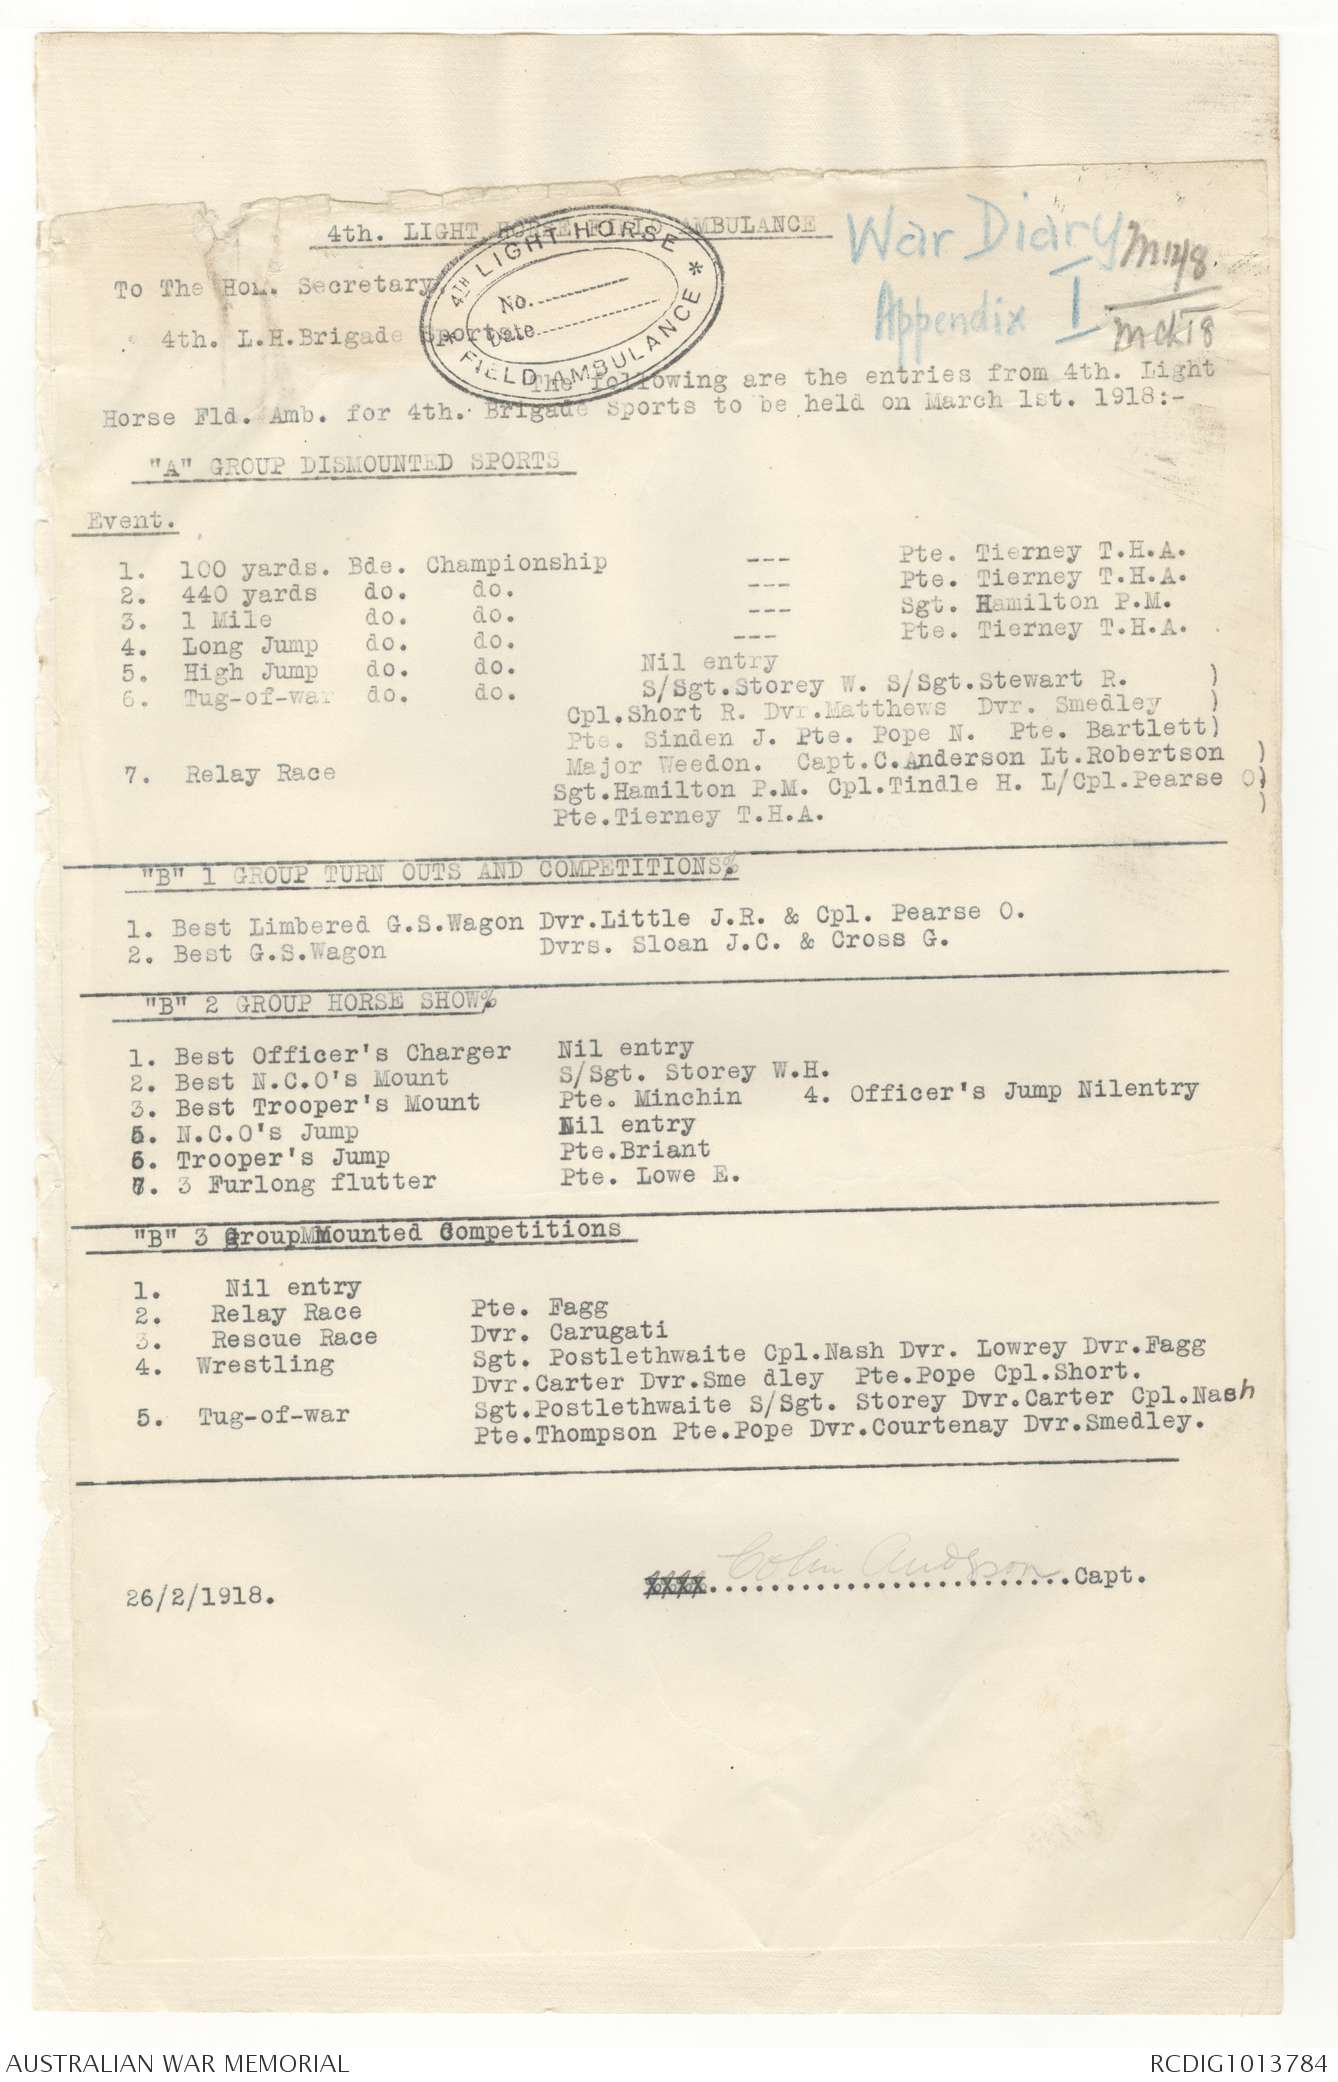 4th. LIGHT HORSE FIELD AMBULANCE
War Diary
Appendix I
Mch 18
4TH LIGHT HORSE
No.
Date
* FIELD AMBULANCE *
To The Hon. Secretary
4th. L.H.Brigade Sports.
The following are the entries from 4th. Light
Horse Fld. Amb. for 4th. Brigade Sports to be held on March 1st. 1918:-
"A" GROUP DISMOUNTED SPORTS
Event.
1. 100 yards. Bde. Championship --- Pte. Tierney T.H.A.
2. 440 yards do. do. --- Pte. Tierney T.H.A.
3. 1 Mile do. do. --- Sgt. Hamilton P.M.
4. Long Jump do. do. --- Pte. Tierney T.H.A.
5. High Jump do. do. Nil entry
6. Tug-of-war do. do. S/Sgt.Storey W. S/Sgt.Stewart R. )
Cpl.Short R. Dvr.Matthews Dvr. Smedley )
Pte. Sinden J. Pte. Pope N. Pte. Bartlett)
7. Relay Race Major Weedon. Capt.C.Anderson Lt.Robertson )
Sgt.Hamilton P.M. Cpl.Tindle H. L/Cpl.Pearse O)
Pte.Tierney T.H.A. )
"B" 1 GROUP TURN OUTS AND COMPETITIONS%
1. Best Limbered G.S.Wagon Dvr.Little J.R. & Cpl. Pearse O.
2. Best G.S.Wagon Dvrs. Sloan J.C. & Cross G.
"B" 2 GROUP HORSE SHOW%
1. Best Officer's Charger Nil entry
2. Best N.C.O's Mount S/Sgt. Storey W.H.
3. Best Trooper's Mount Pte. Minchin 4. Officer's Jump Nilentry
5. N.C.O's Jump Nil entry
6. Trooper's Jump Pte.Briant
7. 3 Furlong flutter Pte. Lowe E.
"B" 3 Group Mounted Competitions
1. Nil entry
2. Relay Race Pte. Fagg
3. Rescue Race Dvr. Carugati
4. Wrestling Sgt. Postlethwaite Cpl.Nash Dvr. Lowrey Dvr.Fagg
Dvr.Carter Dvr.Sme dley Pte.Pope Cpl.Short.
5. Tug-of-war Sgt.Postlethwaite S/Sgt. Storey Dvr.Carter Cpl.Nash
Pte.Thompson Pte.Pope Dvr.Courtenay Dvr.Smedley.
Colin Anderson
26/2/1918. xxxx........................Capt.
AUSTRALIAN WAR MEMORIAL RCDIG1013784